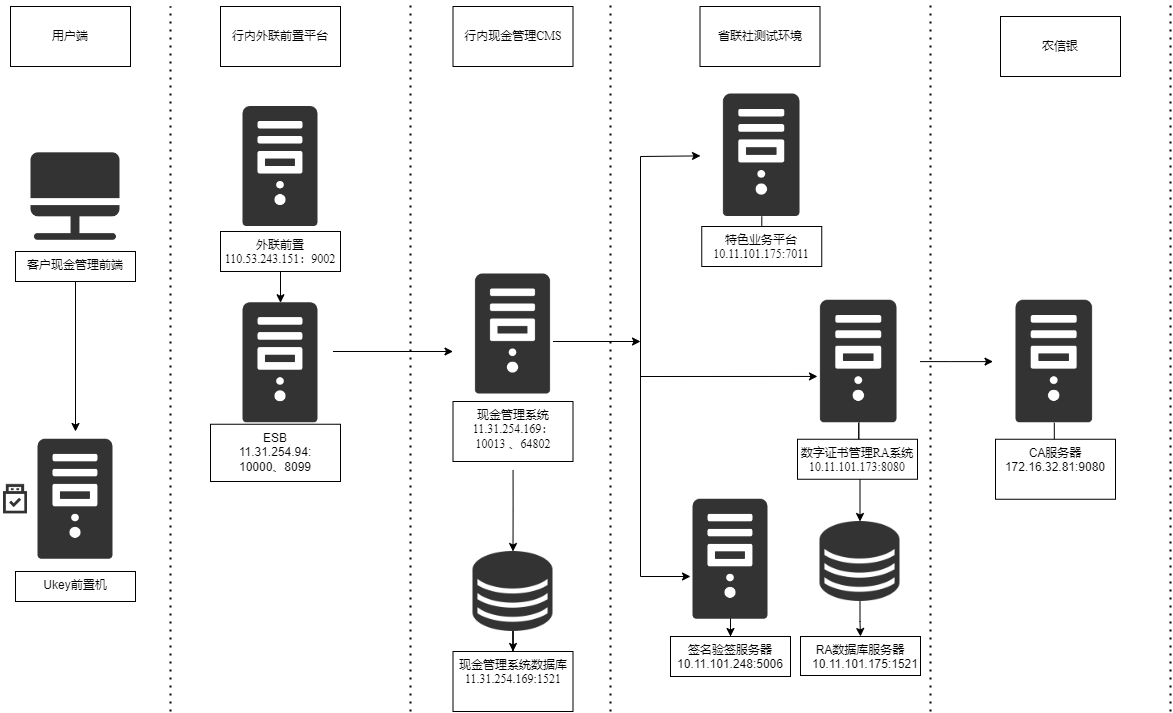 用户端
行内外联前置平台
行内现金管理CMS
省联社测试环境
农信银
客户现金管理前端
Ukey前置机
外联前置
110.53.243.151：9002
ESB
11.31.254.94:
10000、8099
现金管理系统
11.31.254.169：
10013 、64802
现金管理系统数据库
11.31.254.169:1521
特色业务平台
10.11.101.175:7011
数字证书管理RA系统
10.11.101.173:8080
签名验签服务器
10.11.101.248:5006
RA数据库服务器
10.11.101.175:1521
CA服务器
172.16.32.81:9080